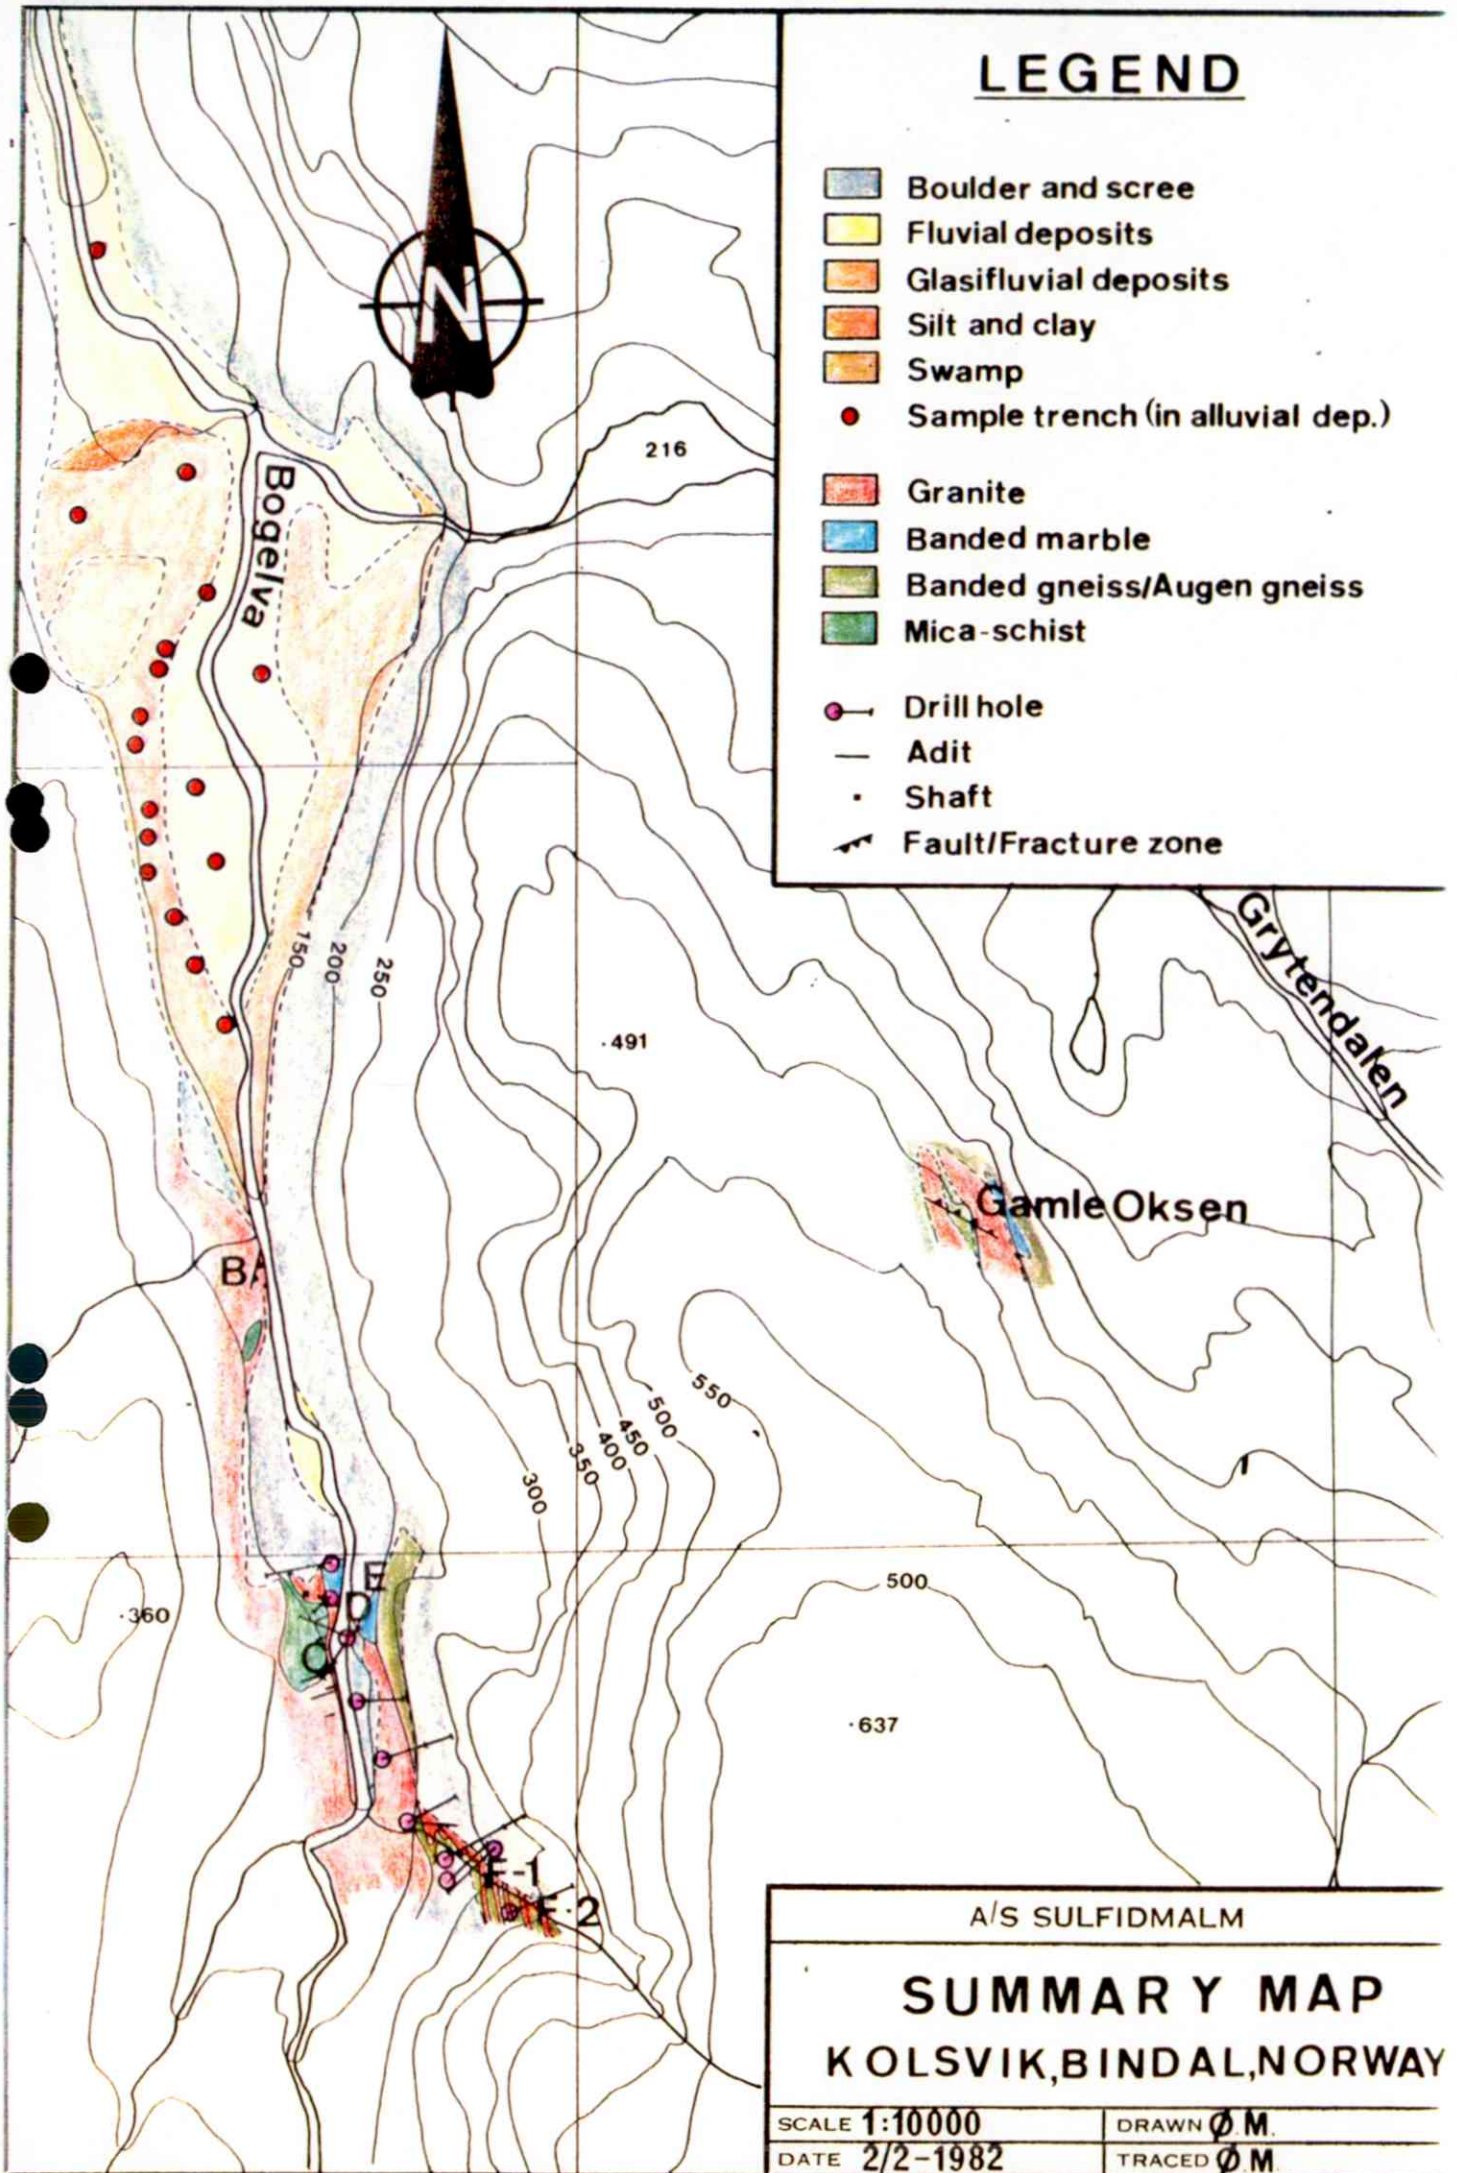 LEGEND
Boulder and scree
Fluvial deposits
Glasifluvial deposits
Silt and clay
Swamp
Sample trench (in alluvial dep.)
Granite
Banded marble
Banded gneiss/Augen gneiss
Mica-schist
Drill hole
Adit
Shaft
Fault/Fracture zone
N
216
Bogelva
Grytendalen
150
200
250
.491
Gamle Oksen
BA
550
500
450
400
350
300
E
D
C
500
.360
.637
F-1
F-2
A/S SULFIDMALM
SUMMARY MAP
KOLSVIK, BINDAL, NORWAY
SCALE 1:10000
DRAWN Ø.M.
DATE 2/2-1982
TRACED Ø.M.